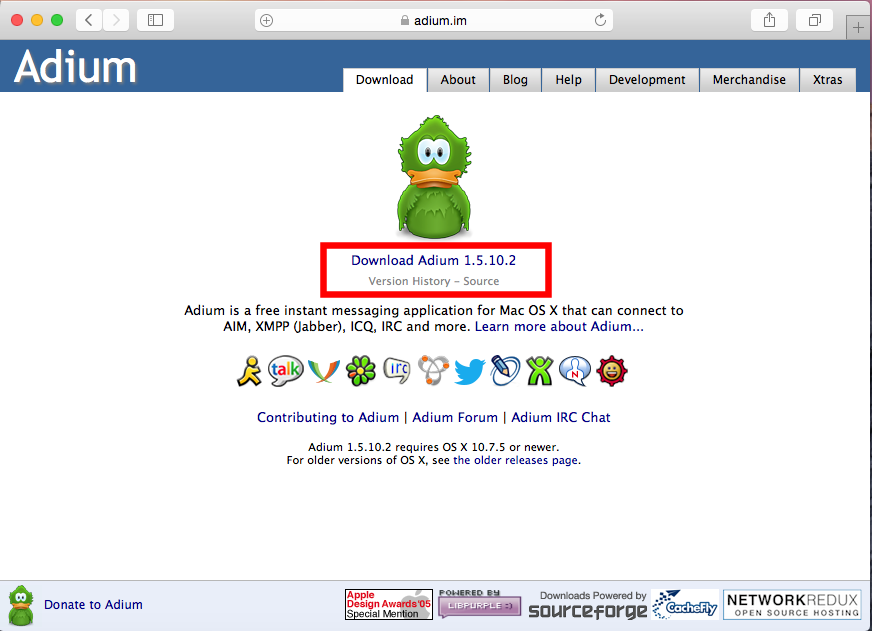 adium.im
Adium
Download
About
Blog
Help
Development
Merchandise
Xtras
Download Adium 1.5.10.2
Version History – Source
Adium is a free instant messaging application for Mac OS X that can connect to
AIM, XMPP (Jabber), ICQ, IRC and more. Learn more about Adium...
talk
irc
N
Contributing to Adium | Adium Forum | Adium IRC Chat
Adium 1.5.10.2 requires OS X 10.7.5 or newer.
For older versions of OS X, see the older releases page.
Donate to Adium
Apple
Design Awards'05
Special Mention
POWERED BY
LIBPURPLE :)
Downloads Powered by
sourceforge
CacheFly
NETWORKREDUX
OPEN SOURCE HOSTING